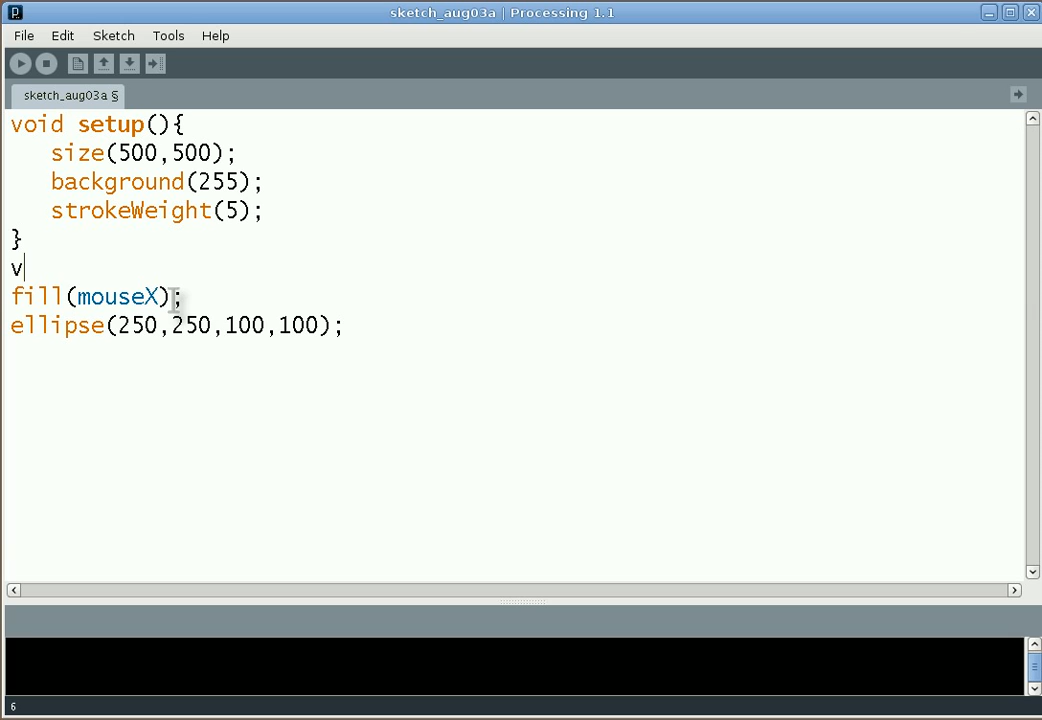 sketch_aug03a | Processing 1.1
File Edit Sketch Tools Help
sketch_aug03a §
void setup(){
size(500,500);
background(255);
strokeWeight(5);
}
v
fill(mouseX);
ellipse(250,250,100,100);
6